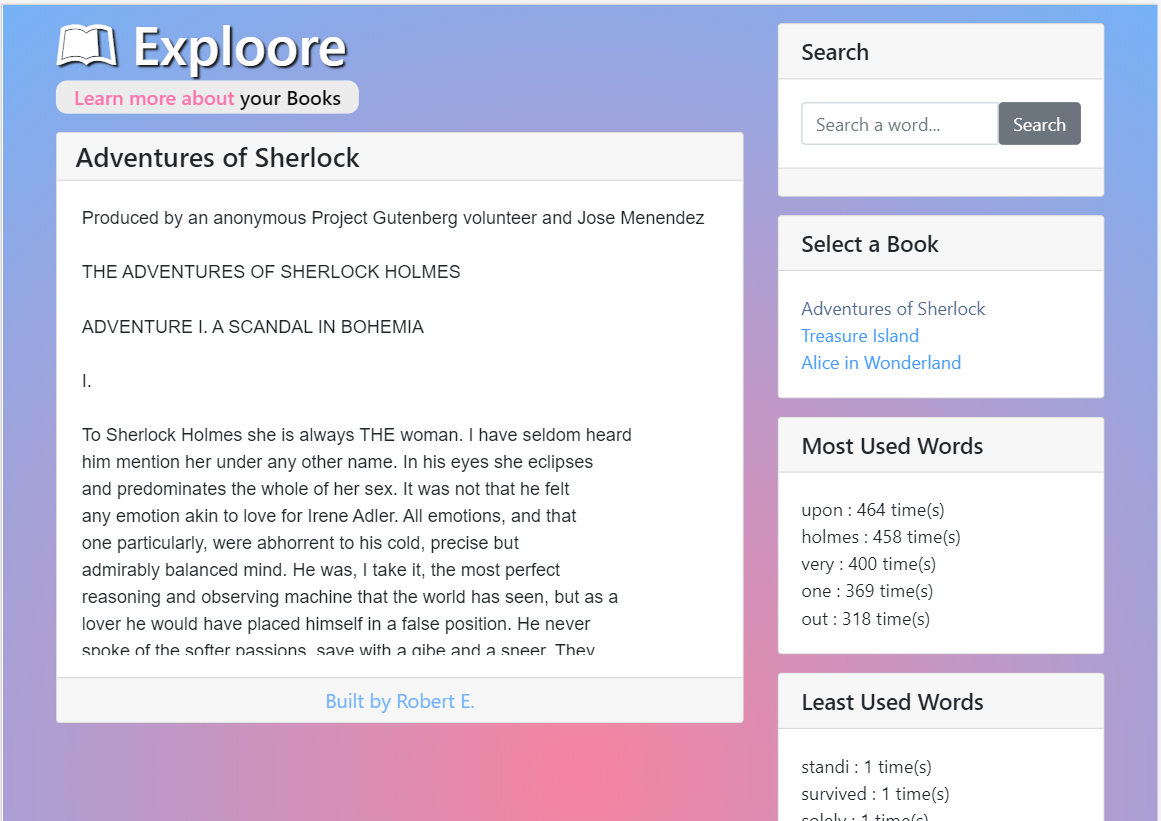 Exploore
Learn more about your Books
Adventures of Sherlock
Produced by an anonymous Project Gutenberg volunteer and Jose Menendez
THE ADVENTURES OF SHERLOCK HOLMES
ADVENTURE I. A SCANDAL IN BOHEMIA
I.
To Sherlock Holmes she is always THE woman. I have seldom heard
him mention her under any other name. In his eyes she eclipses
and predominates the whole of her sex. It was not that he felt
any emotion akin to love for Irene Adler. All emotions, and that
one particularly, were abhorrent to his cold, precise but
admirably balanced mind. He was, I take it, the most perfect
reasoning and observing machine that the world has seen, but as a
lover he would have placed himself in a false position. He never
spoke of the softer passions, save with a gibe and a sneer. They
Built by Robert E.
Search
Search a word...
Search
Select a Book
Adventures of Sherlock
Treasure Island
Alice in Wonderland
Most Used Words
upon : 464 time(s)
holmes : 458 time(s)
very : 400 time(s)
one : 369 time(s)
out : 318 time(s)
Least Used Words
standi : 1 time(s)
survived : 1 time(s)
solely : 1 time(s)